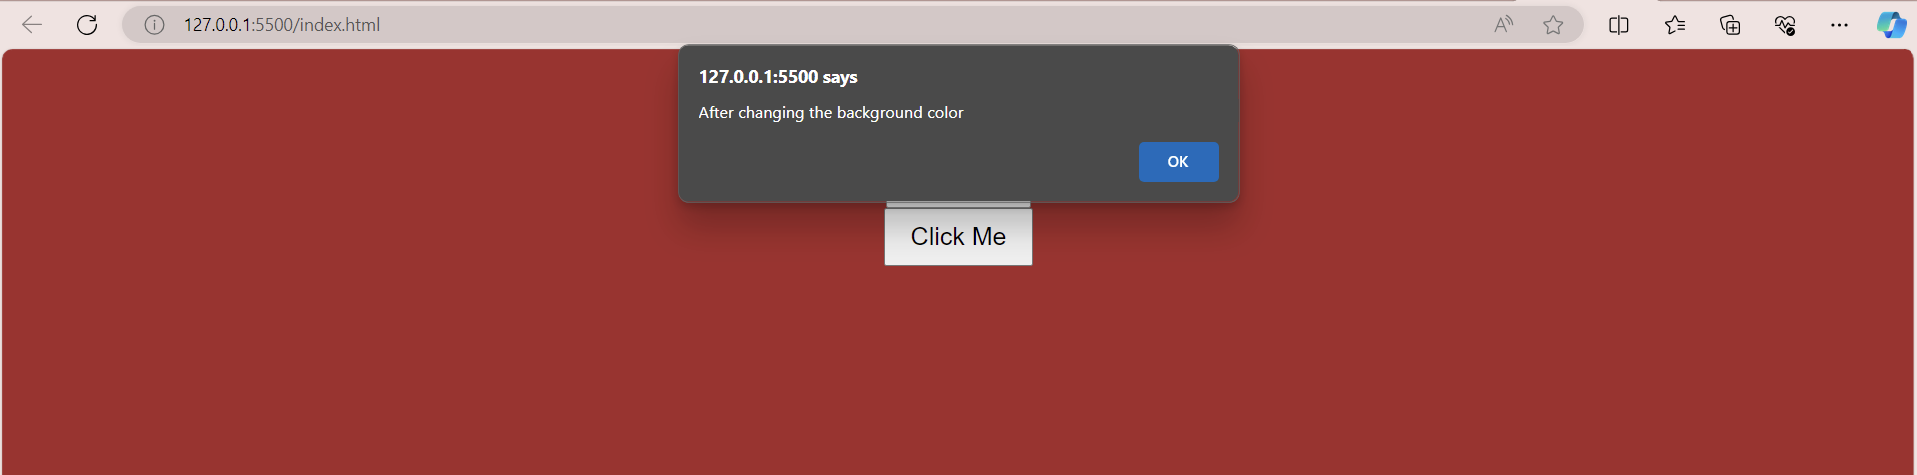 127.0.0.1:5500/index.html
127.0.0.1:5500 says
After changing the background color
OK
Click Me